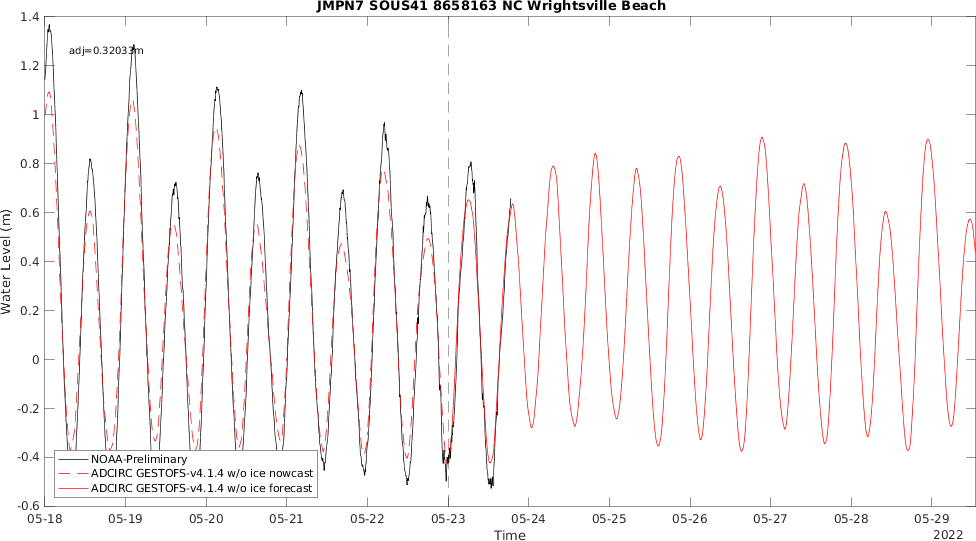 JMPN7 SOUS41 8658163 NC Wrightsville Beach
adj=0.32033m
1.4
1.2
1
0.8
0.6
0.4
0.2
0
-0.2
-0.4
-0.6
Water Level (m)
NOAA-Preliminary
ADCIRC GESTOFS-v4.1.4 w/o ice nowcast
ADCIRC GESTOFS-v4.1.4 w/o ice forecast
05-18 05-19 05-20 05-21 05-22 05-23 05-24 05-25 05-26 05-27 05-28 05-29
Time
2022